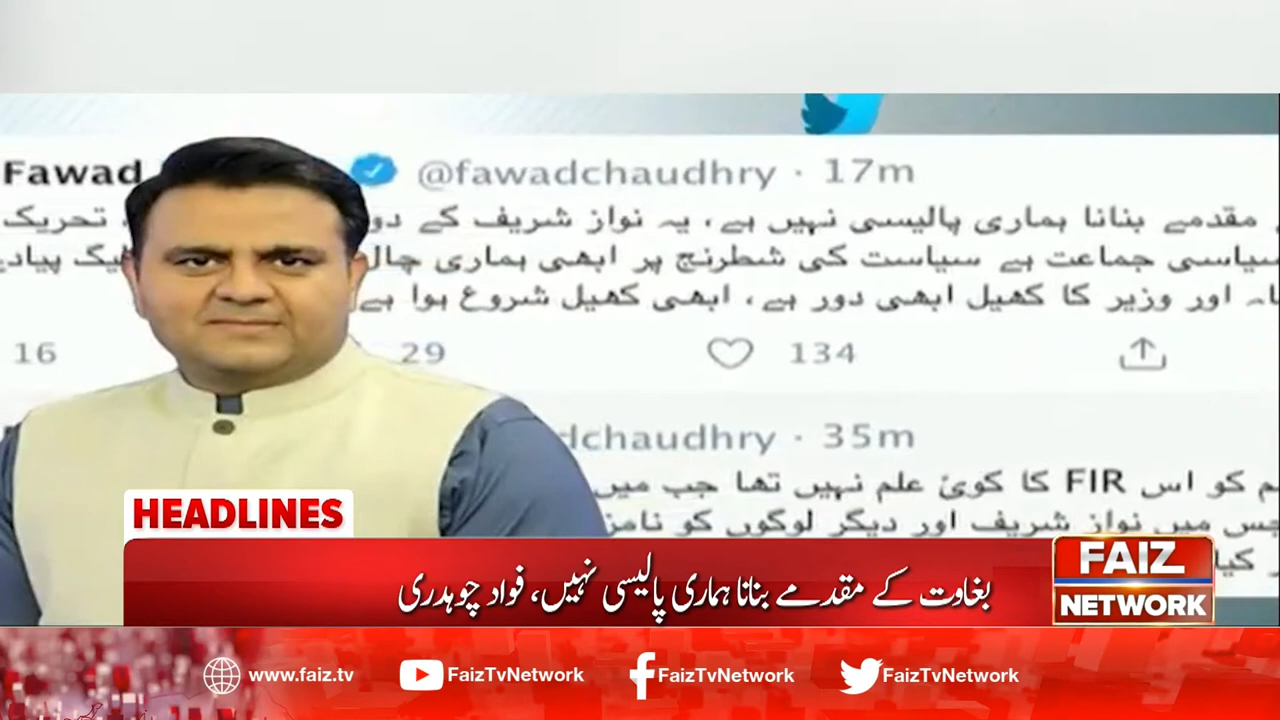 Fawad @fawadchaudhry · 17m
مقدمے بنانا ہماری پالیسی نہیں ہے، یہ نواز شریف کے تحریک
سیاسی جماعت ہے سیاست کی شطرنج پر ابھی ہماری
اور وزیر کا کھیل ابھی دور ہے، ابھی کھیل شروع ہوا ہے
16 29 134
dchaudhry · 35m
کو اس FIR کا کوئ علم نہیں تھا جب میں
جس میں نواز شریف اور دیگر لوگوں کو
HEADLINES
بغاوت کے مقدمے بنانا ہماری پالیسی نہیں، فواد چوہدری
FAIZ
NETWORK
www.faiz.tv FaizTvNetwork FaizTvNetwork FaizTvNetwork